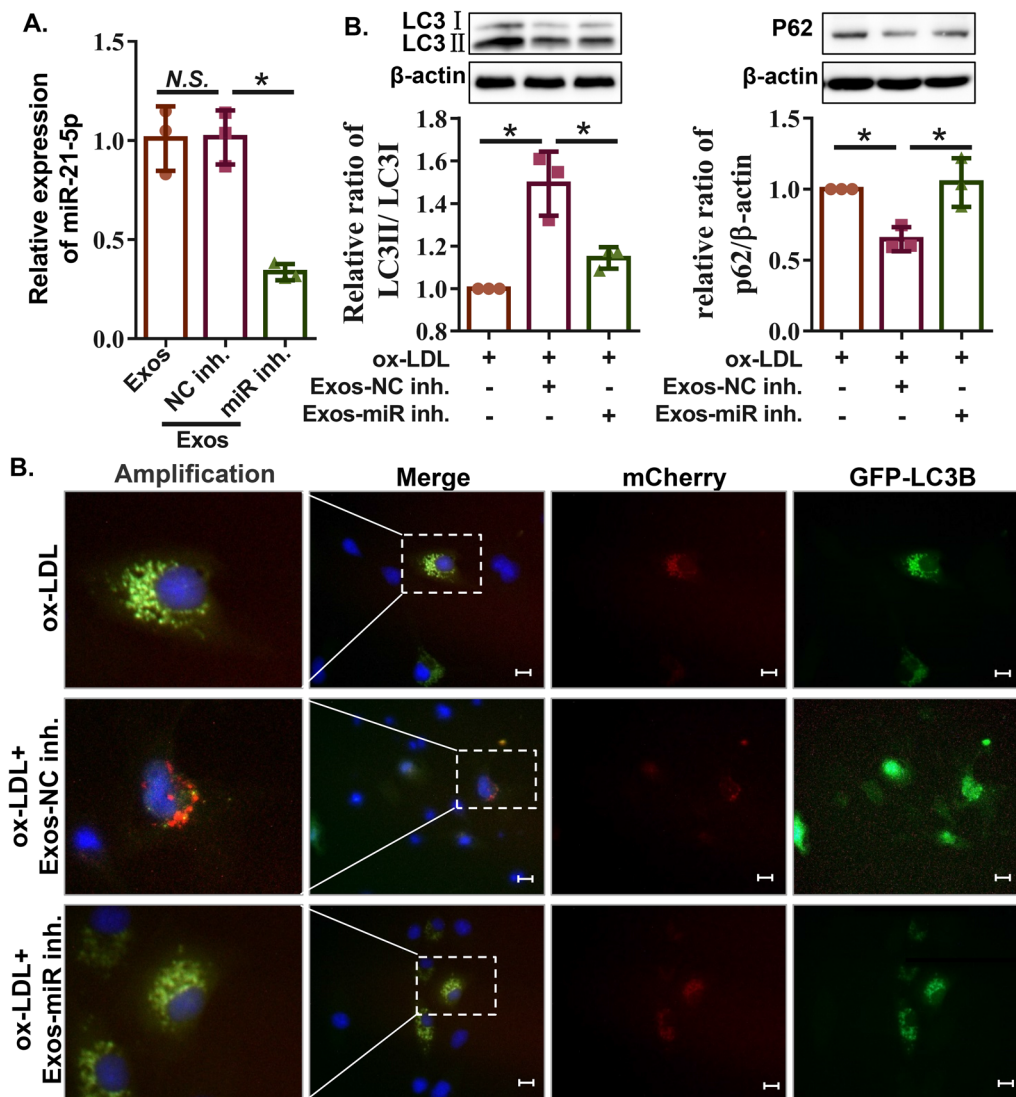 A.
Relative expression
of miR-21-5p
1.5
1.0
0.5
0.0
N.S.
*
Exos
NC inh.
miR inh.
Exos
B.
LC3 Ⅰ
LC3 Ⅱ
β-actin
Relative ratio of
LC3II/ LC3I
1.8
1.6
1.4
1.2
1.0
0.8
*
*
ox-LDL + + +
Exos-NC inh. - + -
Exos-miR inh. - - +
P62
β-actin
relative ratio of
p62/β-actin
1.5
1.0
0.5
0.0
*
*
ox-LDL + + +
Exos-NC inh. - + -
Exos-miR inh. - - +
B.
Amplification
Merge
mCherry
GFP-LC3B
ox-LDL
ox-LDL+
Exos-NC inh.
ox-LDL+
Exos-miR inh.